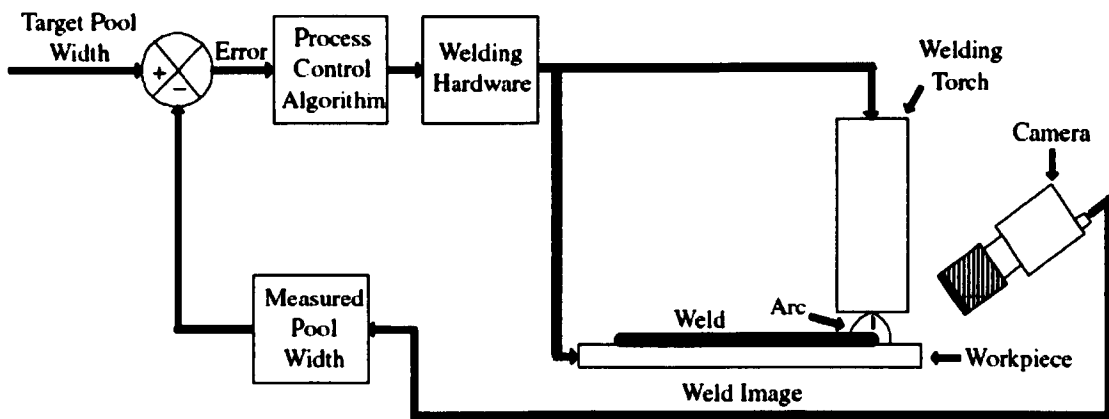 Target Pool
Width
+
−
Error
Process
Control
Algorithm
Welding
Hardware
Welding
Torch
Camera
Measured
Pool
Width
Weld
Arc
Workpiece
Weld Image